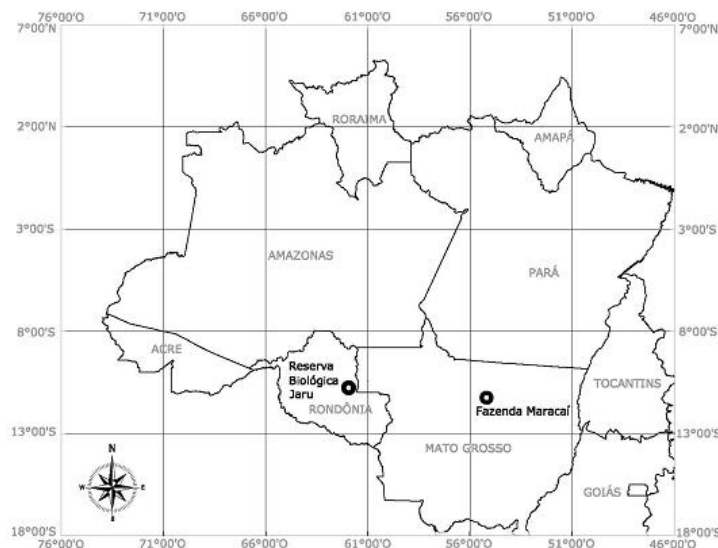 76°00'O 71°00'O 66°00'O 61°00'O 56°00'O 51°00'O 46°00'O
7°00'N 7°00'N
RORAIMA
2°00'N 2°00'N
AMAPÁ
3°00'S 3°00'S
AMAZONAS
PARÁ
8°00'S 8°00'S
ACRE
Reserva
Biológica
Jaru
TOCANTINS
RONDÔNIA
Fazenda Maracaí
13°00'S 13°00'S
MATO GROSSO
N
W E
S
GOIÁS
18°00'S 18°00'S
76°00'O 71°00'O 66°00'O 61°00'O 56°00'O 51°00'O 46°00'O